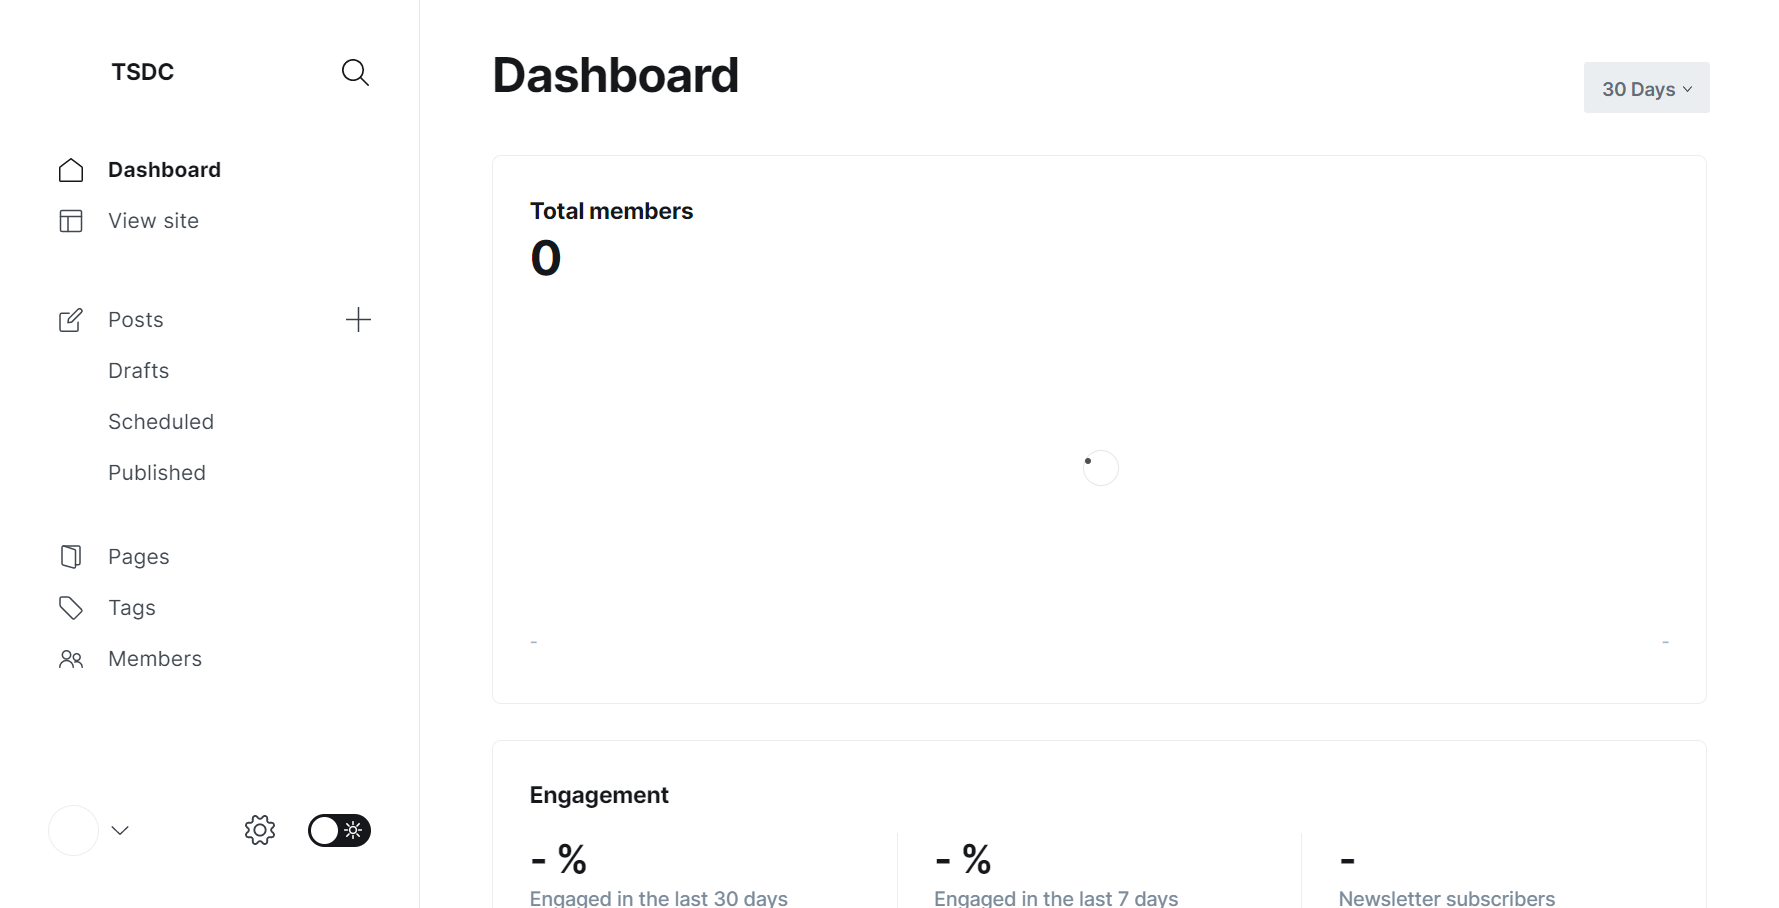 TSDC
Dashboard
View site
Posts
Drafts
Scheduled
Published
Pages
Tags
Members
Dashboard
30 Days
Total members
0
- -
Engagement
- % - % -
Engaged in the last 30 days Engaged in the last 7 days Newsletter subscribers